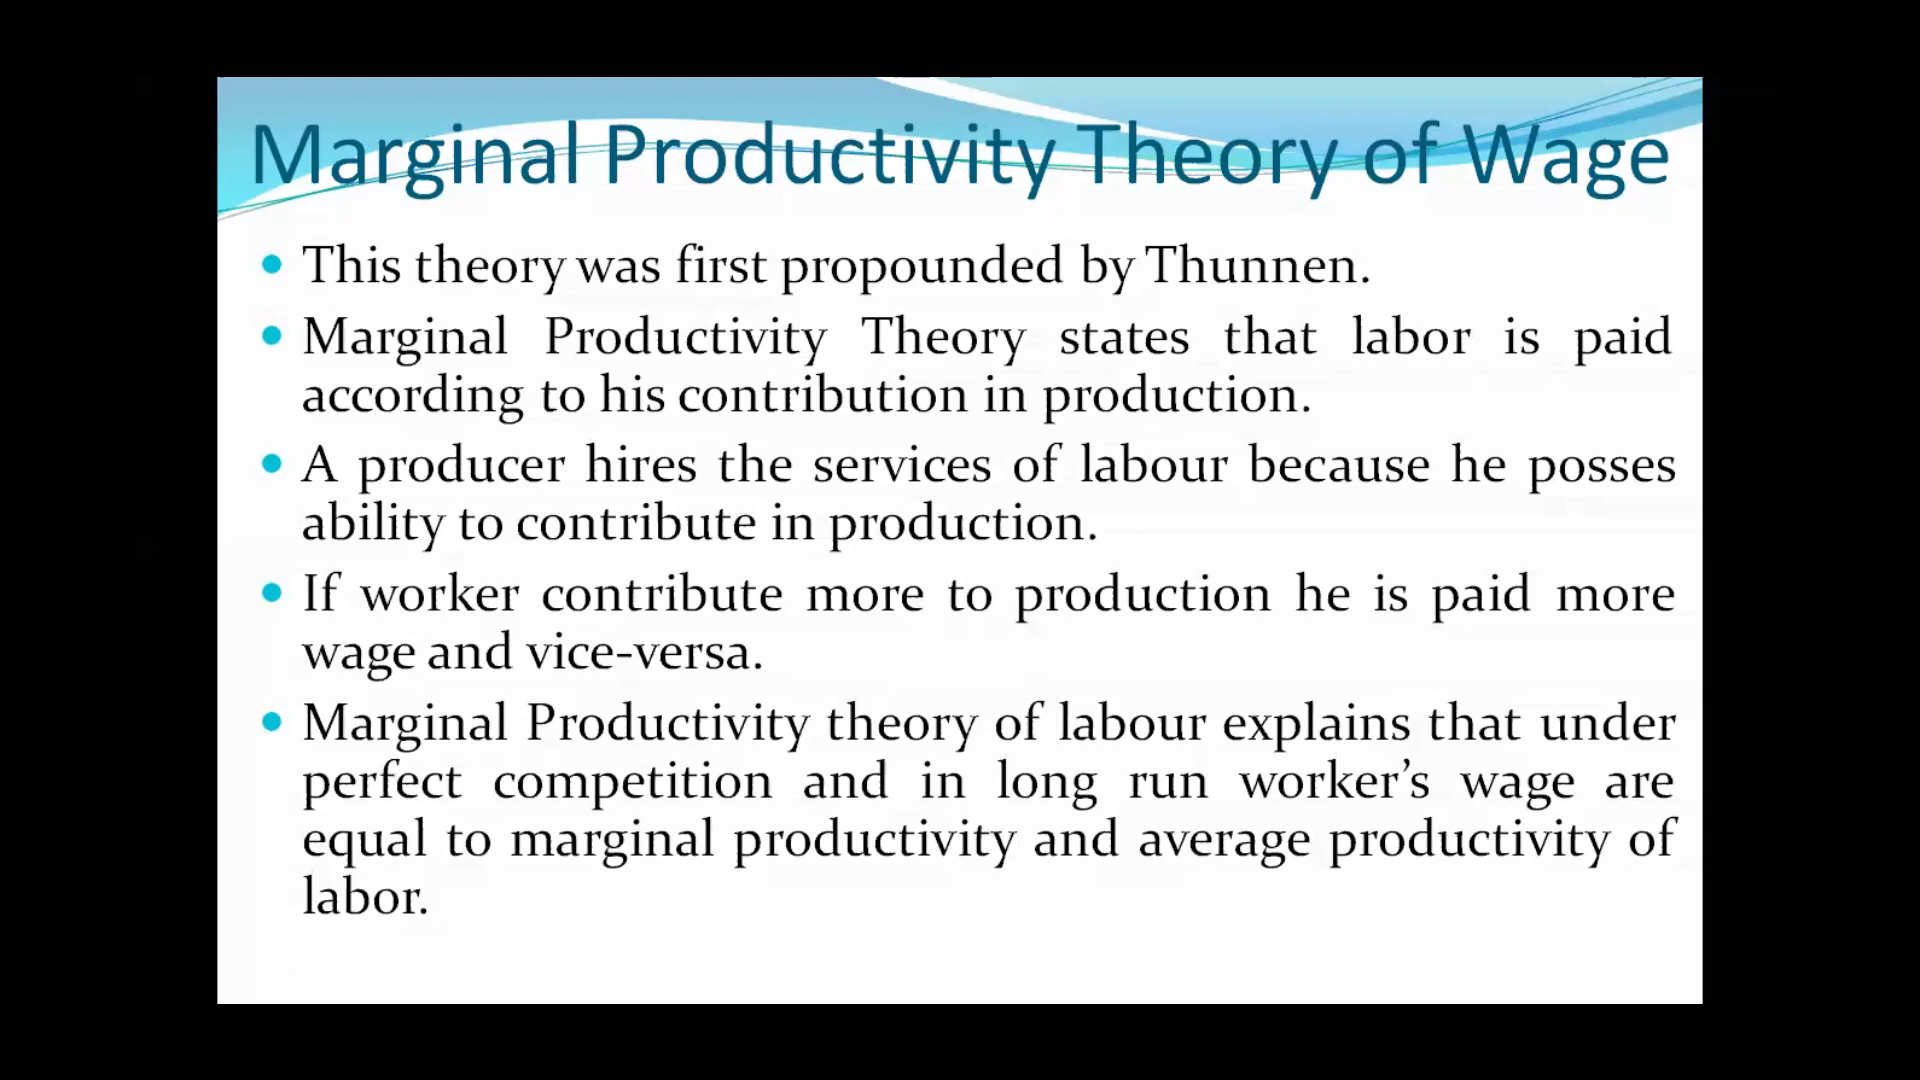 Marginal Productivity Theory of Wage
• This theory was first propounded by Thunnen.
• Marginal Productivity Theory states that labor is paid
according to his contribution in production.
• A producer hires the services of labour because he posses
ability to contribute in production.
• If worker contribute more to production he is paid more
wage and vice-versa.
• Marginal Productivity theory of labour explains that under
perfect competition and in long run worker’s wage are
equal to marginal productivity and average productivity of
labor.